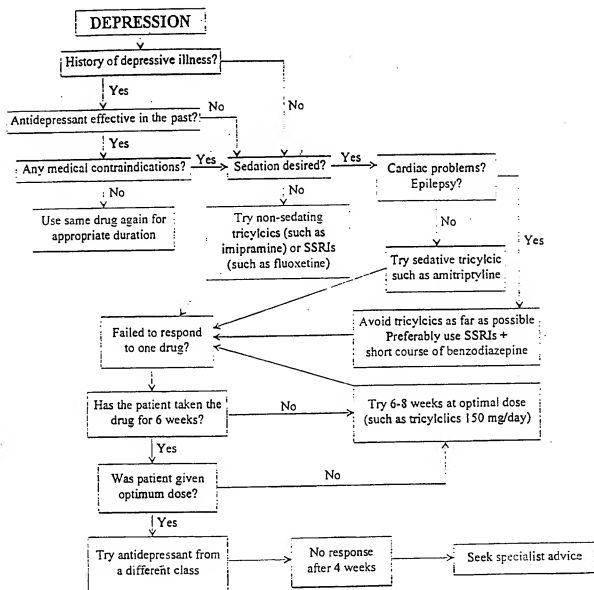 DEPRESSION
History of depressive illness?
Yes
No
Antidepressant effective in the past?
No
Yes
Any medical contraindications?
Yes
Sedation desired?
Yes
Cardiac problems?
Epilepsy?
No
No
No
Yes
Use same drug again for
appropriate duration
Try non-sedating
tricylcics (such as
imipramine) or SSRIs
(such as fluoxetine)
Try sedative tricylcic
such as amitriptyline
Failed to respond
to one drug?
Avoid tricylcics as far as possible
Preferably use SSRIs +
short course of benzodiazepine
Has the patient taken the
drug for 6 weeks?
No
Try 6-8 weeks at optimal dose
(such as tricylclics 150 mg/day)
Yes
Was patient given
optimum dose?
No
Yes
Try antidepressant from
a different class
No response
after 4 weeks
Seek specialist advice